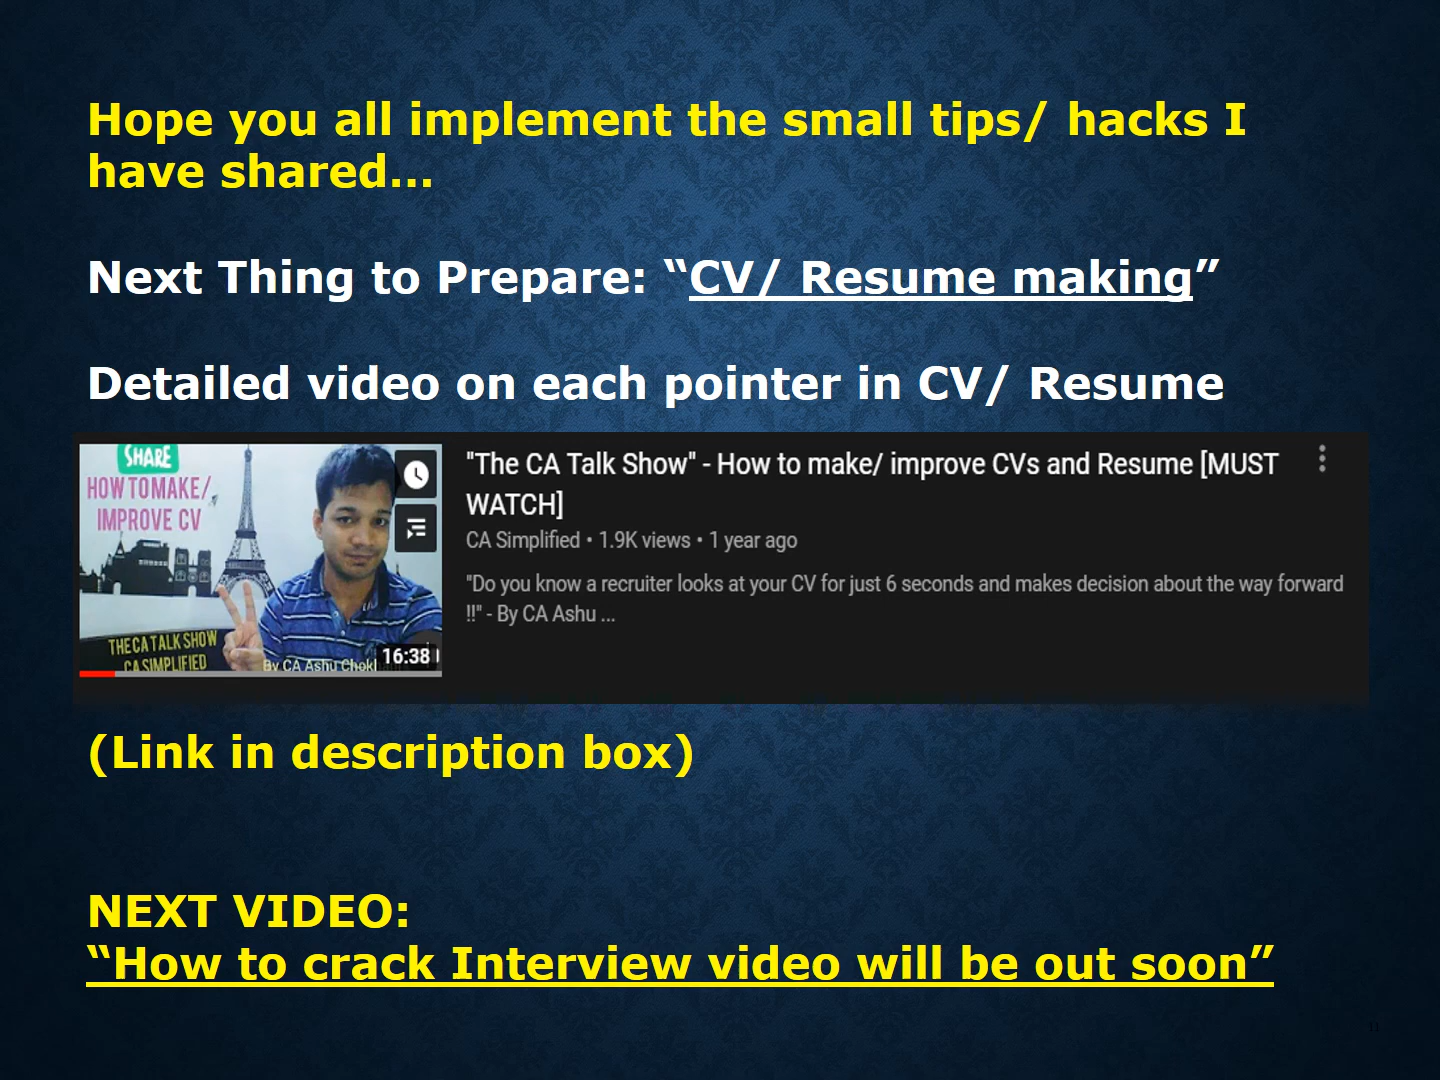 Hope you all implement the small tips/ hacks I
have shared…
Next Thing to Prepare: “CV/ Resume making”
Detailed video on each pointer in CV/ Resume
SHARE
HOW TO MAKE/
IMPROVE CV
THE CA TALK SHOW
CA SIMPLIFIED
By CA Ashu
16:38
"The CA Talk Show" - How to make/ improve CVs and Resume [MUST
WATCH]
CA Simplified • 1.9K views • 1 year ago
"Do you know a recruiter looks at your CV for just 6 seconds and makes decision about the way forward
!!" - By CA Ashu ...
(Link in description box)
NEXT VIDEO:
“How to crack Interview video will be out soon”
11